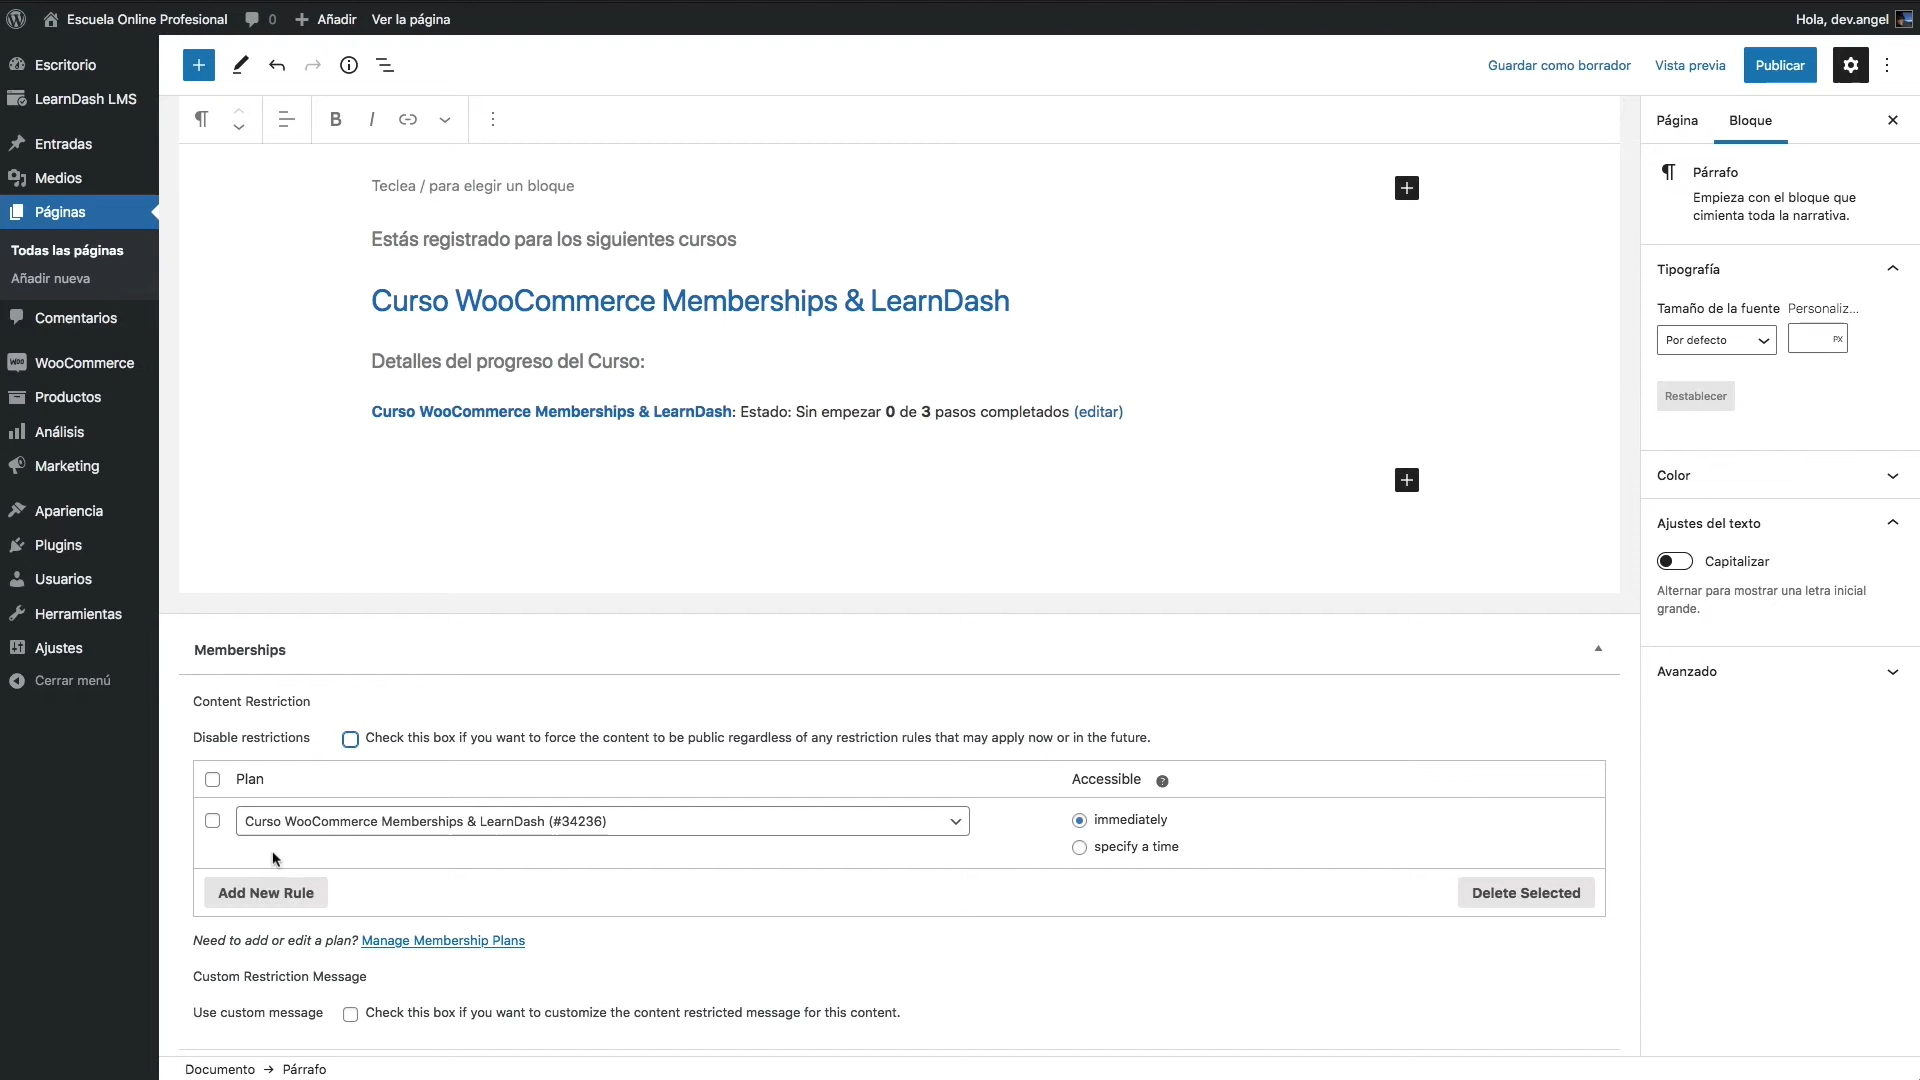 Escuela Online Profesional
0
Añadir
Ver la página
Hola, dev.angel
Escritorio
LearnDash LMS
Entradas
Medios
Páginas
Todas las páginas
Añadir nueva
Comentarios
Woo
WooCommerce
Productos
Análisis
Marketing
Apariencia
Plugins
Usuarios
Herramientas
Ajustes
Cerrar menú
Guardar como borrador
Vista previa
Publicar
B I
Teclea / para elegir un bloque
Estás registrado para los siguientes cursos
Curso WooCommerce Memberships & LearnDash
Detalles del progreso del Curso:
Curso WooCommerce Memberships & LearnDash: Estado: Sin empezar 0 de 3 pasos completados (editar)
Memberships
Content Restriction
Disable restrictions
Check this box if you want to force the content to be public regardless of any restriction rules that may apply now or in the future.
Plan
Accessible
Curso WooCommerce Memberships & LearnDash (#34236)
immediately
specify a time
Add New Rule
Delete Selected
Need to add or edit a plan? Manage Membership Plans
Custom Restriction Message
Use custom message
Check this box if you want to customize the content restricted message for this content.
Documento → Párrafo
Página
Bloque
Párrafo
Empieza con el bloque que
cimienta toda la narrativa.
Tipografía
Tamaño de la fuente
Personaliz...
Por defecto
PX
Restablecer
Color
Ajustes del texto
Capitalizar
Alternar para mostrar una letra inicial
grande.
Avanzado